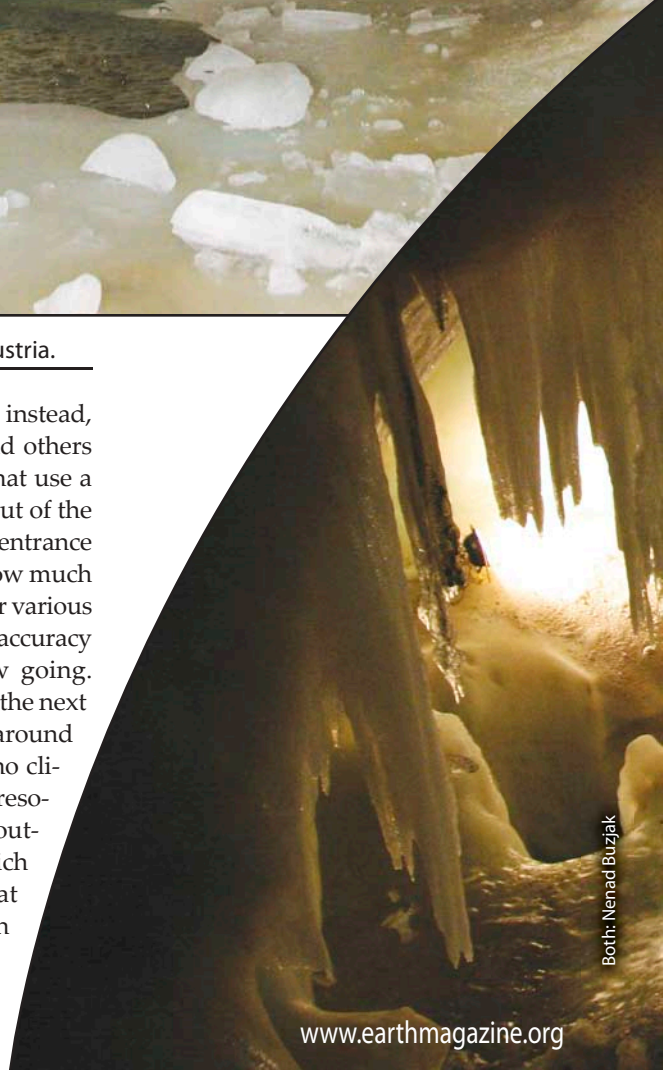 ustria.
instead,
d others
hat use a
ut of the
entrance
ow much
r various
accuracy
w going.
the next
around
no cli-
reso-
out-
ich
at
n
Both: Nenad Buzjak
www.earthmagazine.org